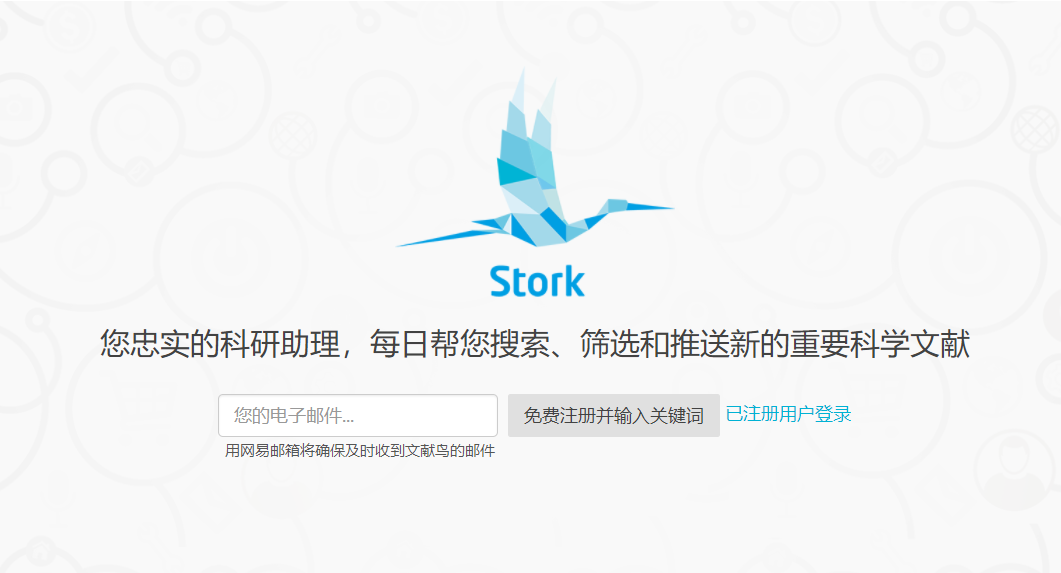 Stork
您忠实的科研助理，每日帮您搜索、筛选和推送新的重要科学文献
您的电子邮件... 免费注册并输入关键词 已注册用户登录
用网易邮箱将确保及时收到文献鸟的邮件